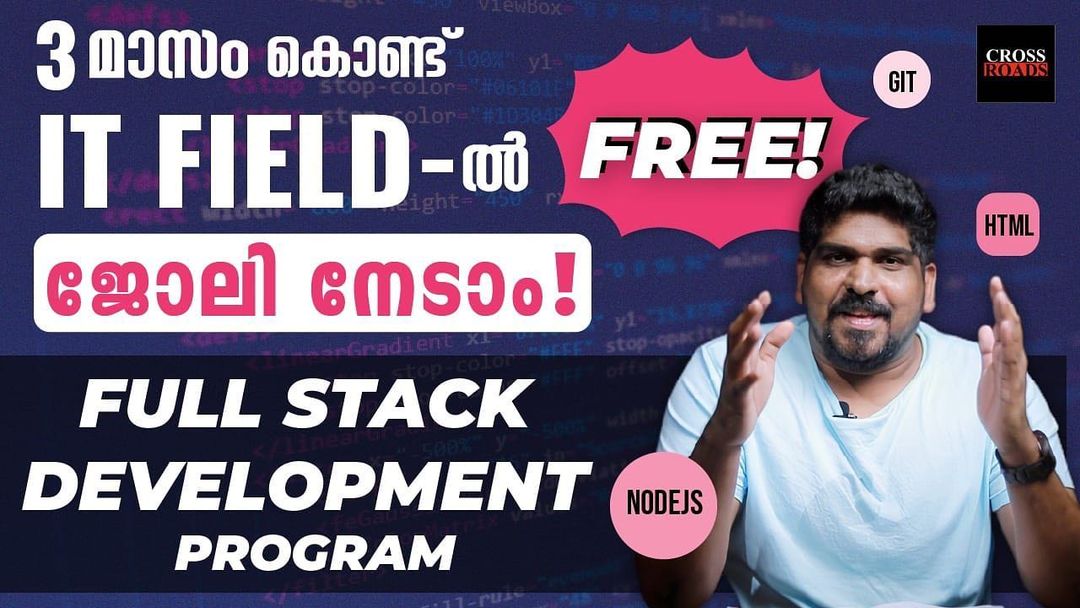 3 മാസം കൊണ്ട്
IT FIELD-ൽ
ജോലി നേടാം!
FREE!
GIT
CROSS
ROADS
HTML
FULL STACK
DEVELOPMENT
PROGRAM
NODEJS